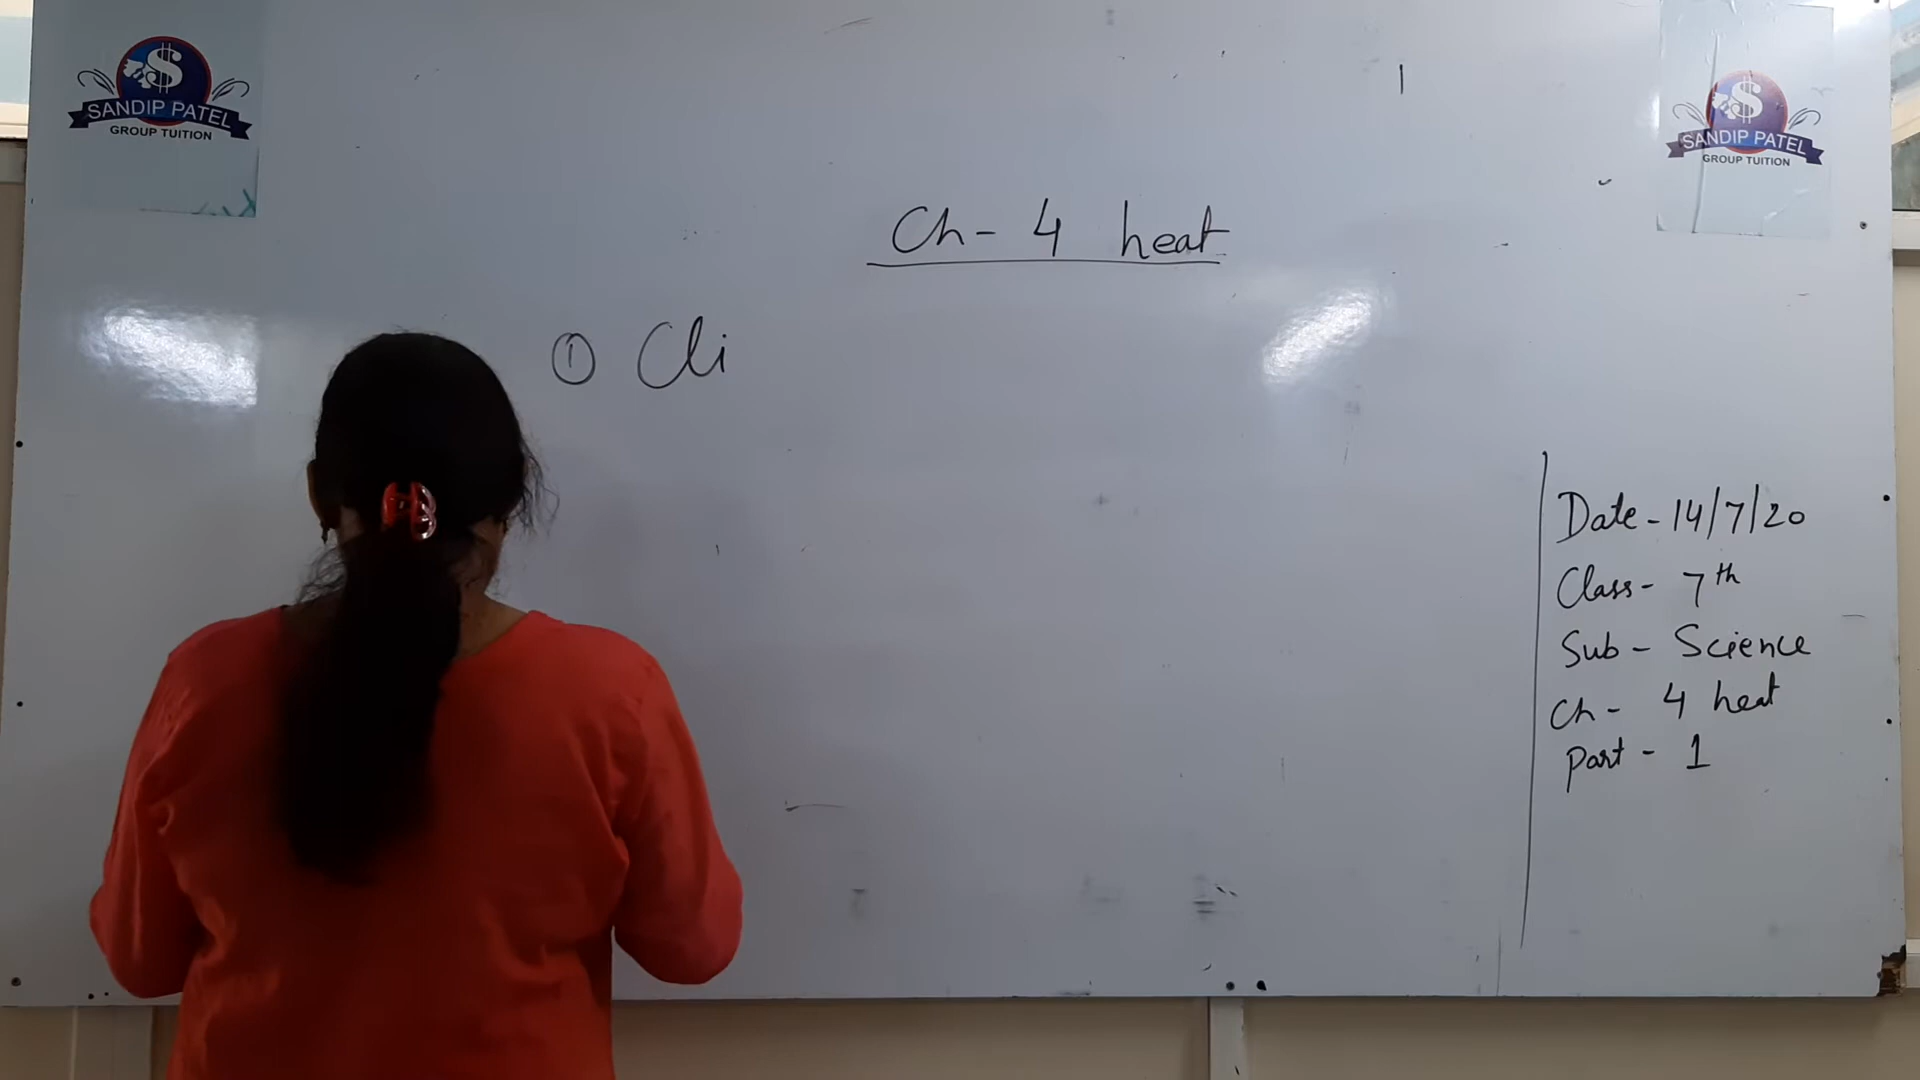 SANDIP PATEL
GROUP TUITION
SANDIP PATEL
GROUP TUITION
Ch- 4 heat
① Cli
Date - 14/7/20
Class- 7th
Sub - Science
Ch - 4 heat
Part - 1